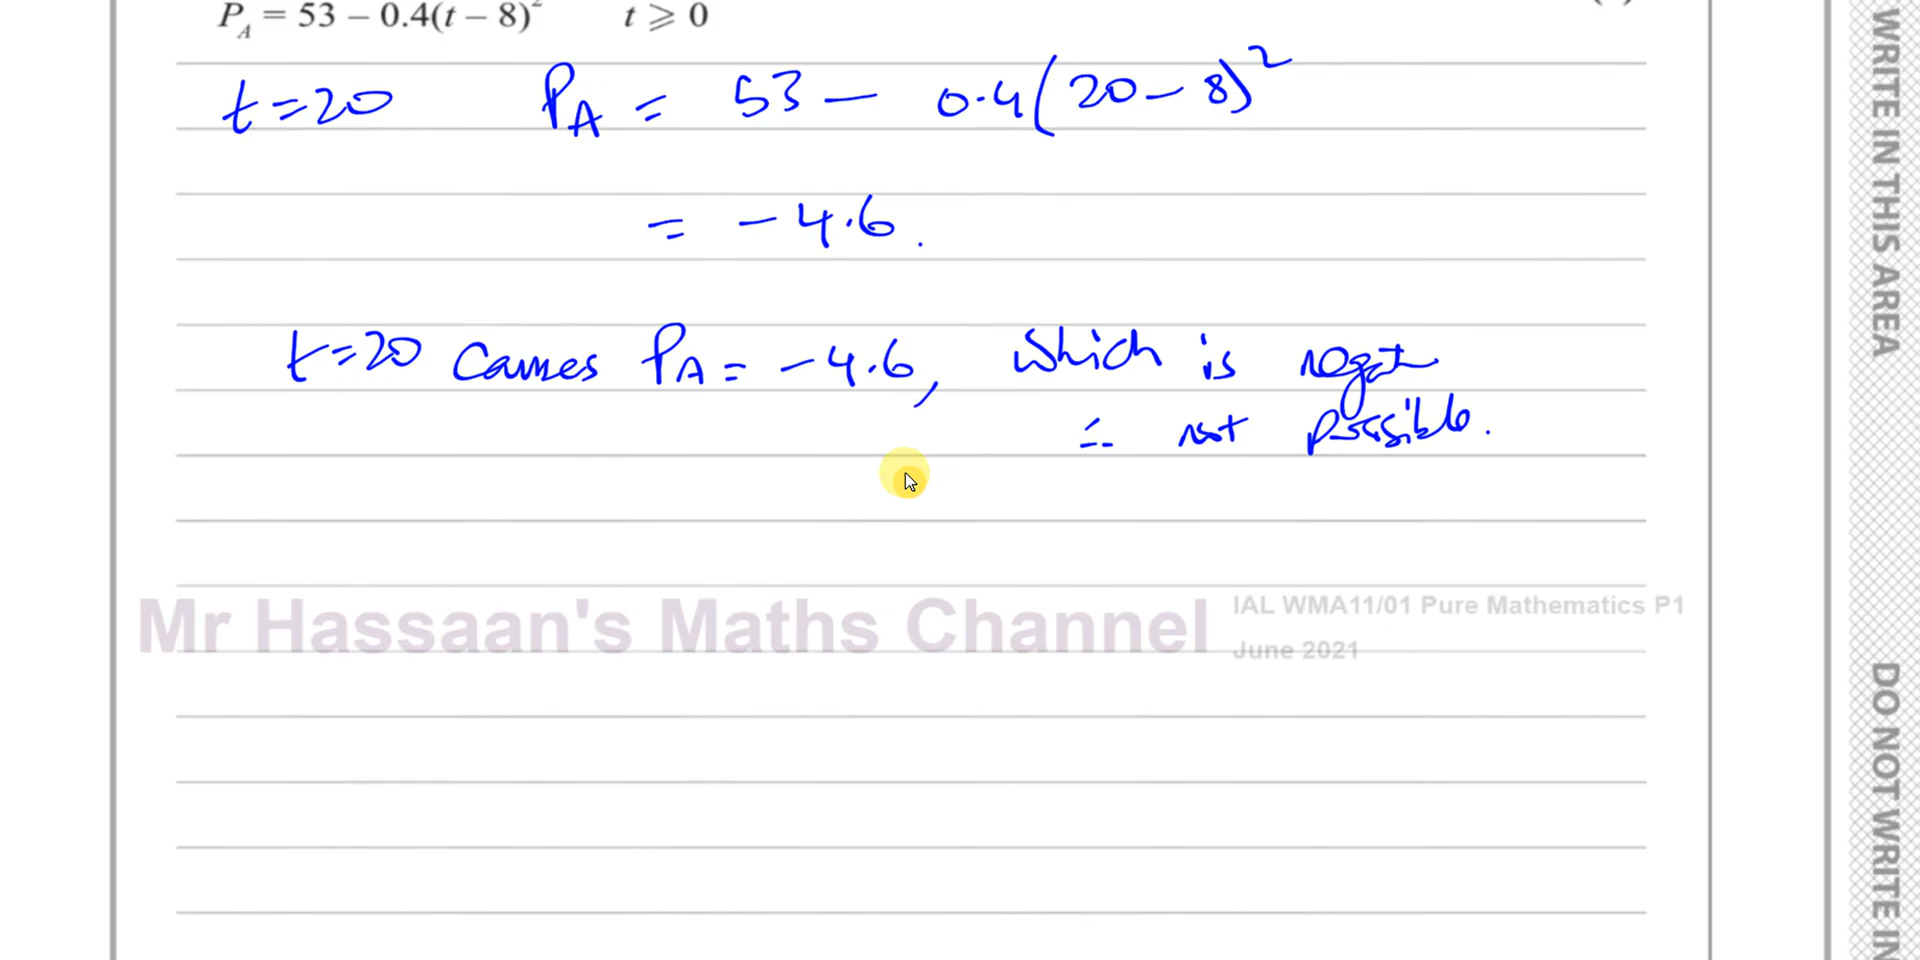 P_A = 53 – 0.4(t – 8)² t ⩾ 0
t=20 P_A = 53 – 0.4(20 – 8)²
= – 4.6.
t=20 causes P_A = – 4.6, which is negat
∴ not possible.
Mr Hassaan's Maths Channel
IAL WMA11/01 Pure Mathematics P1
June 2021
WRITE IN THIS AREA
DO NOT WRITE IN